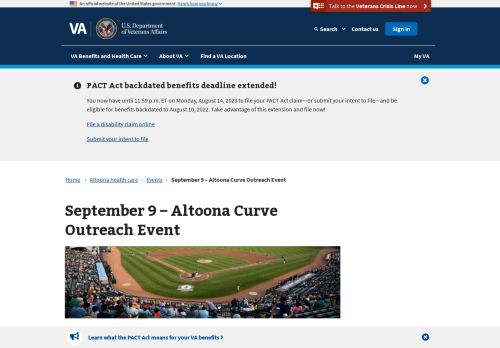 An official website of the United States government Here's how you know
Talk to the Veterans Crisis Line now
VA
U.S. Department
of Veterans Affairs
Search
Contact us
Sign in
VA Benefits and Health Care
About VA
Find a VA Location
My VA
PACT Act backdated benefits deadline extended!
You now have until 11:59 p.m. ET on Monday, August 14, 2023 to file your PACT Act claim—or submit your intent to file—and be
eligible for benefits backdated to August 10, 2022. Take advantage of this extension and file now!
File a disability claim online
Submit your intent to file
Home › Altoona health care › Events › September 9 – Altoona Curve Outreach Event
September 9 – Altoona Curve
Outreach Event
Learn what the PACT Act means for your VA benefits